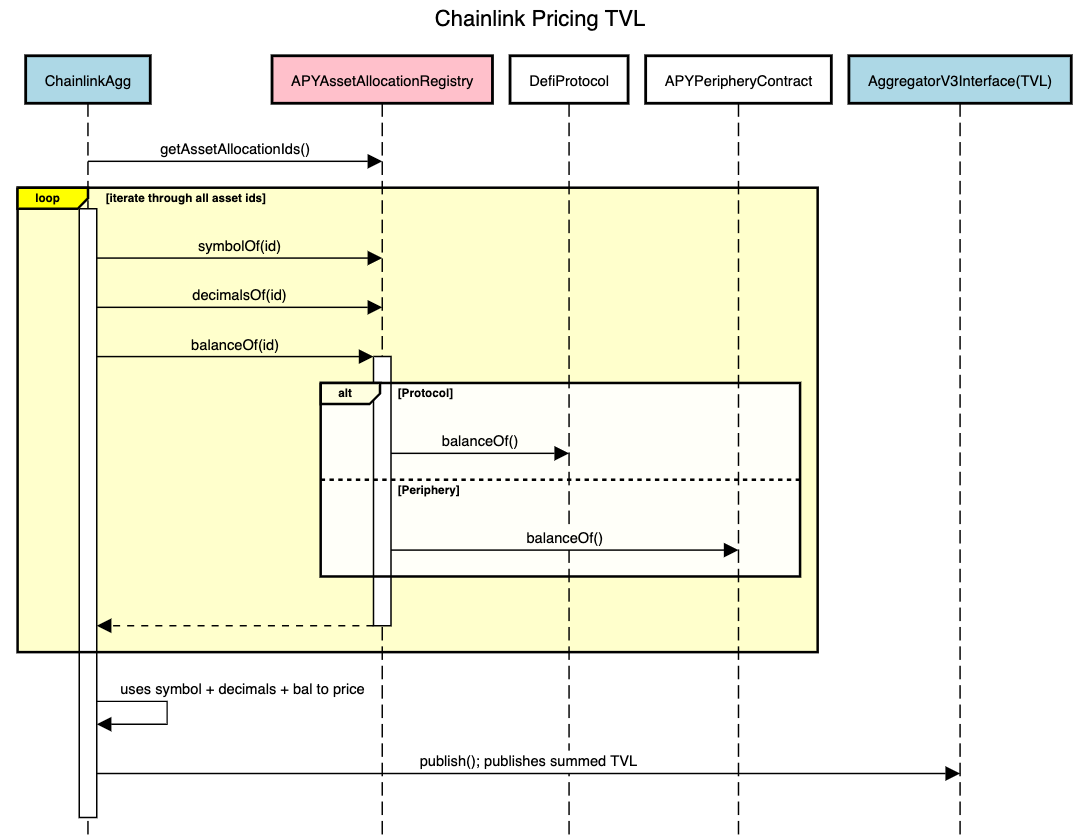 Chainlink Pricing TVL
ChainlinkAgg
APYAssetAllocationRegistry
DefiProtocol
APYPeripheryContract
AggregatorV3Interface(TVL)
getAssetAllocationIds()
loop
[iterate through all asset ids]
symbolOf(id)
decimalsOf(id)
balanceOf(id)
alt
[Protocol]
balanceOf()
[Periphery]
balanceOf()
uses symbol + decimals + bal to price
publish(); publishes summed TVL